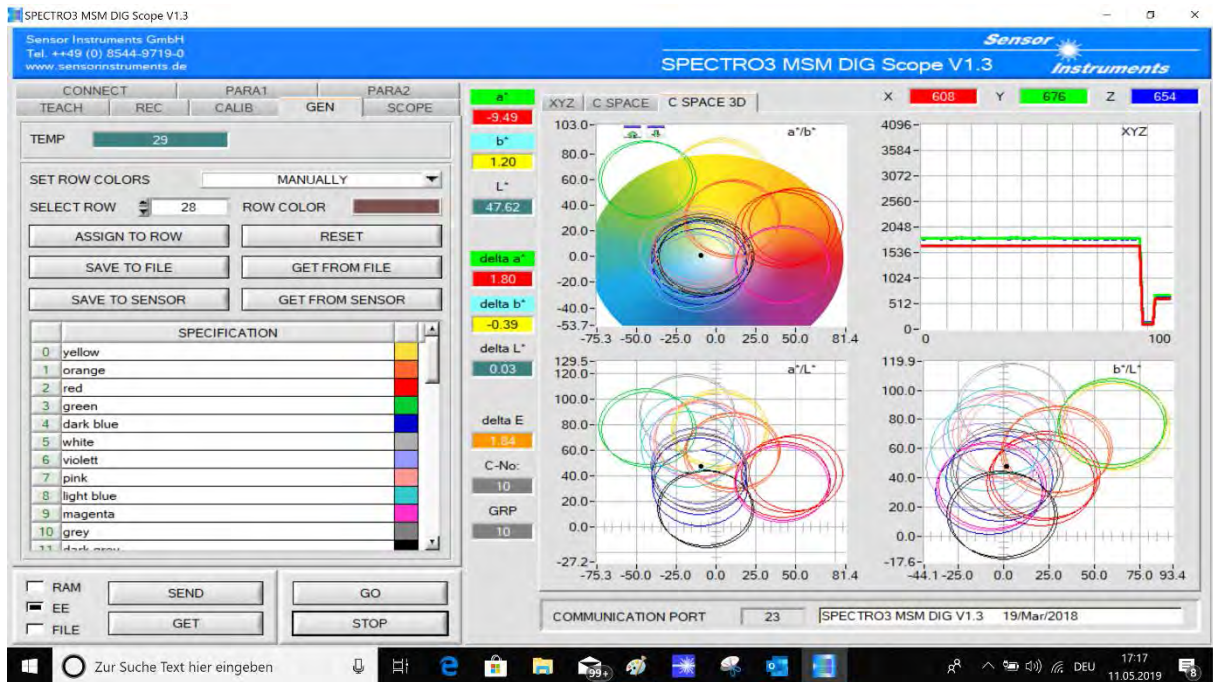 SPECTRO3 MSM DIG Scope V1.3
Sensor Instruments GmbH
Tel. ++49 (0) 8544-9719-0
www.sensorinstruments.de
Sensor
Instruments
SPECTRO3 MSM DIG Scope V1.3
CONNECT PARA1 PARA2
TEACH REC CALIB GEN SCOPE
TEMP 29
SET ROW COLORS MANUALLY
SELECT ROW 28 ROW COLOR
ASSIGN TO ROW RESET
SAVE TO FILE GET FROM FILE
SAVE TO SENSOR GET FROM SENSOR
SPECIFICATION
0 yellow
1 orange
2 red
3 green
4 dark blue
5 white
6 violett
7 pink
8 light blue
9 magenta
10 grey
11 dark grey
RAM
EE
FILE
SEND GO
GET STOP
a*
-9.49
b*
1.20
L*
47.62
delta a*
1.80
delta b*
-0.39
delta L*
0.03
delta E
1.84
C-No:
10
GRP
10
XYZ C SPACE C SPACE 3D
X 608 Y 676 Z 654
a*/b*
103.0-
80.0-
60.0-
40.0-
20.0-
0.0-
-20.0-
-40.0-
-53.7-
-75.3 -50.0 -25.0 0.0 25.0 50.0 81.4
XYZ
4096-
3584-
3072-
2560-
2048-
1536-
1024-
512-
0-
0 100
a*/L*
129.5-
120.0-
100.0-
80.0-
60.0-
40.0-
20.0-
0.0-
-27.2-
-75.3 -50.0 -25.0 0.0 25.0 50.0 81.4
b*/L*
119.9-
100.0-
80.0-
60.0-
40.0-
20.0-
0.0-
-17.6-
-44.1 -25.0 0.0 25.0 50.0 75.0 93.4
COMMUNICATION PORT 23 SPECTRO3 MSM DIG V1.3 19/Mar/2018
Zur Suche Text hier eingeben
99+
DEU
17:17
11.05.2019
8